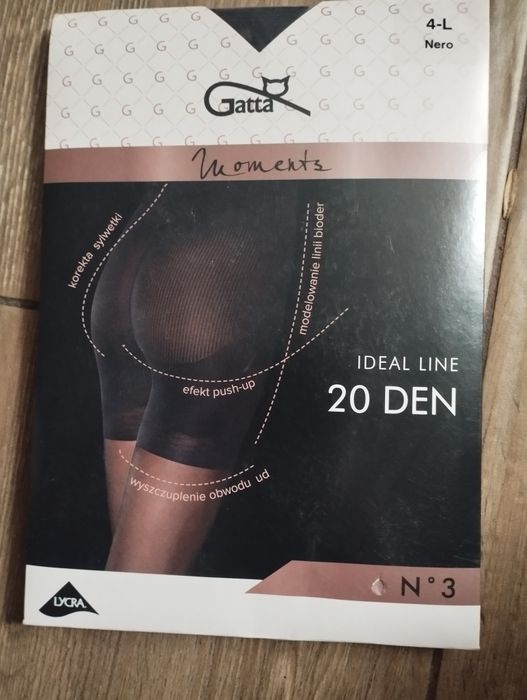 4-L
Nero
Gatta
Moments
korekta sylwetki
modelowanie linii bioder
efekt push-up
IDEAL LINE
20 DEN
wyszczuplenie obwodu ud
LYCRA
N°3